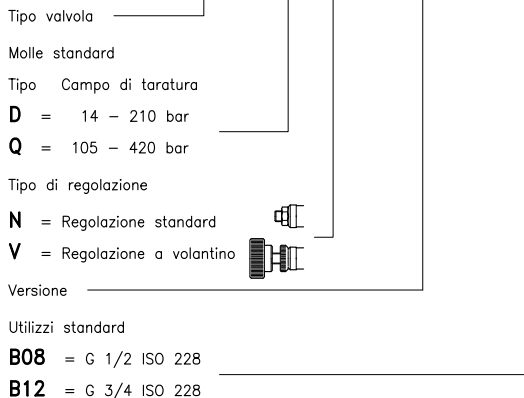 Tipo valvola
Molle standard
Tipo Campo di taratura
D = 14 – 210 bar
Q = 105 – 420 bar
Tipo di regolazione
N = Regolazione standard
V = Regolazione a volantino
Versione
Utilizzi standard
B08 = G 1/2 ISO 228
B12 = G 3/4 ISO 228